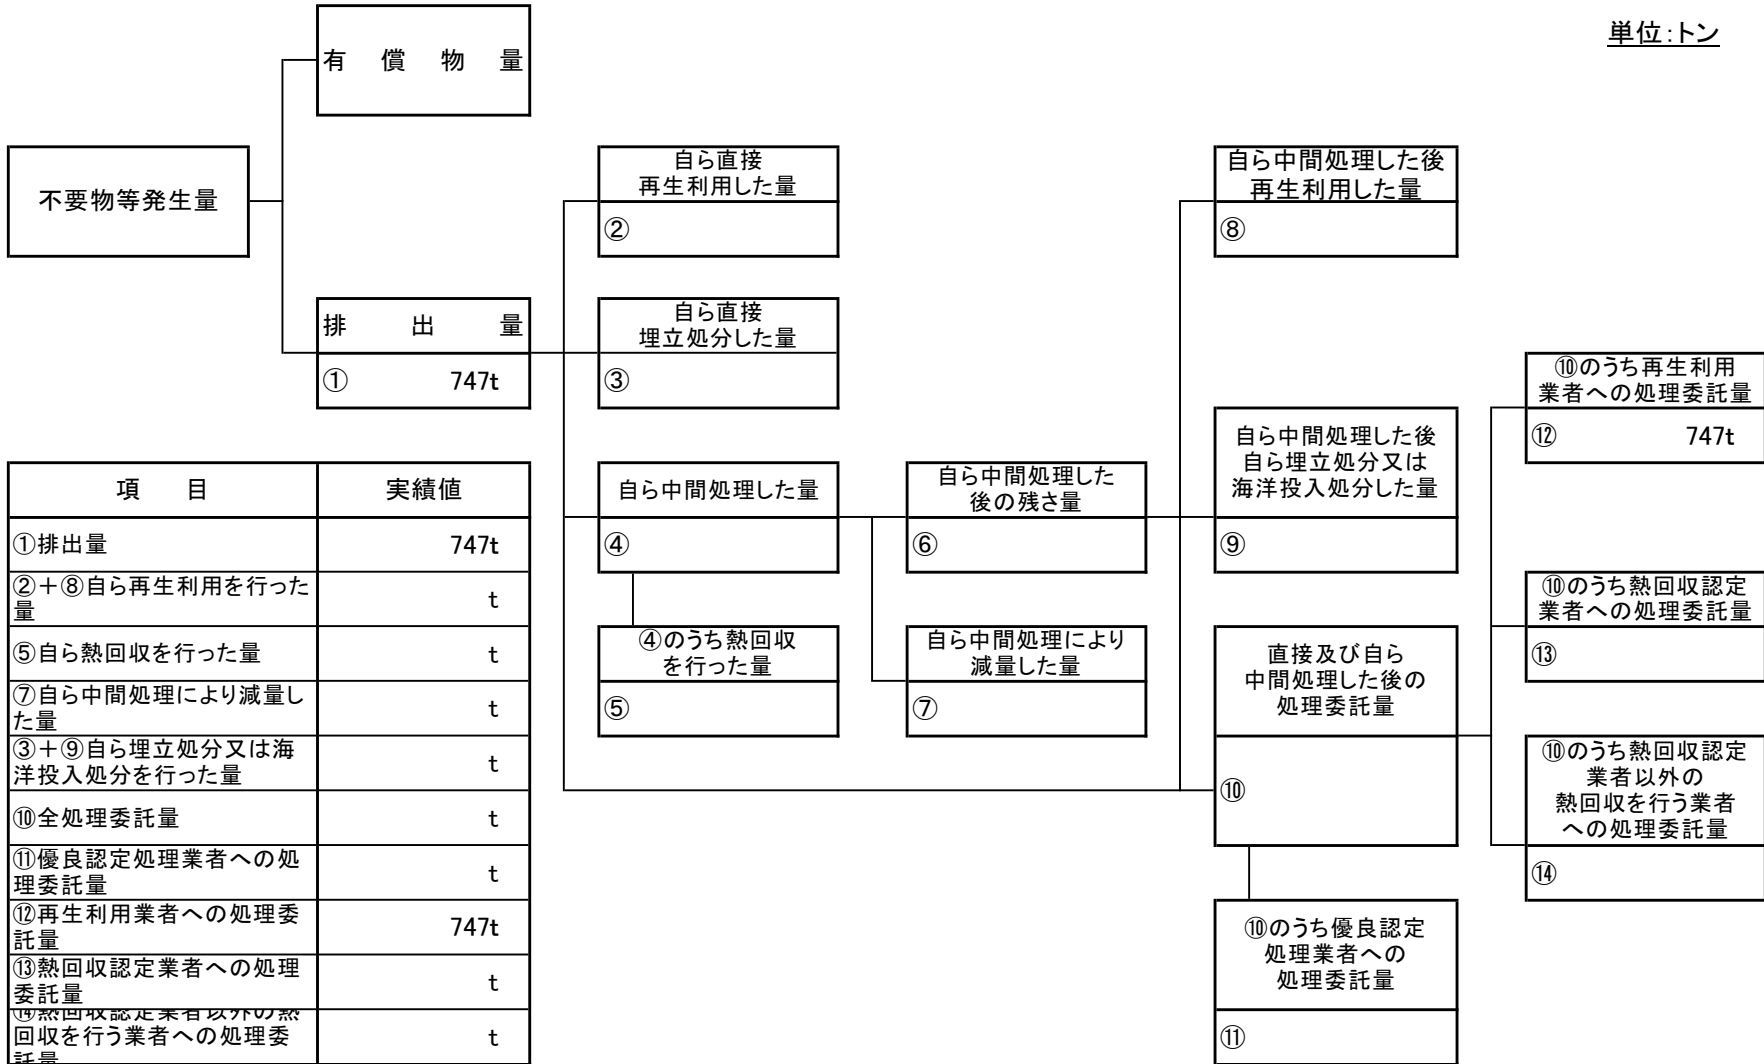 単位:トン
有償物量
不要物等発生量
排出量
① 747t
自ら直接
再生利用した量
②
自ら直接
埋立処分した量
③
自ら中間処理した量
④
④のうち熱回収
を行った量
⑤
自ら中間処理した
後の残さ量
⑥
自ら中間処理により
減量した量
⑦
自ら中間処理した後
再生利用した量
⑧
自ら中間処理した後
自ら埋立処分又は
海洋投入処分した量
⑨
直接及び自ら
中間処理した後の
処理委託量
⑩
⑩のうち優良認定
処理業者への
処理委託量
⑪
⑩のうち再生利用
業者への処理委託量
⑫ 747t
⑩のうち熱回収認定
業者への処理委託量
⑬
⑩のうち熱回収認定
業者以外の
熱回収を行う業者
への処理委託量
⑭
項目 実績値
①排出量 747t
②+⑧自ら再生利用を行った
量 t
⑤自ら熱回収を行った量 t
⑦自ら中間処理により減量し
た量 t
③+⑨自ら埋立処分又は海
洋投入処分を行った量 t
⑩全処理委託量 t
⑪優良認定処理業者への処
理委託量 t
⑫再生利用業者への処理委
託量 747t
⑬熱回収認定業者への処理
委託量 t
⑭熱回収認定業者以外の熱
回収を行う業者への処理委
託量 t